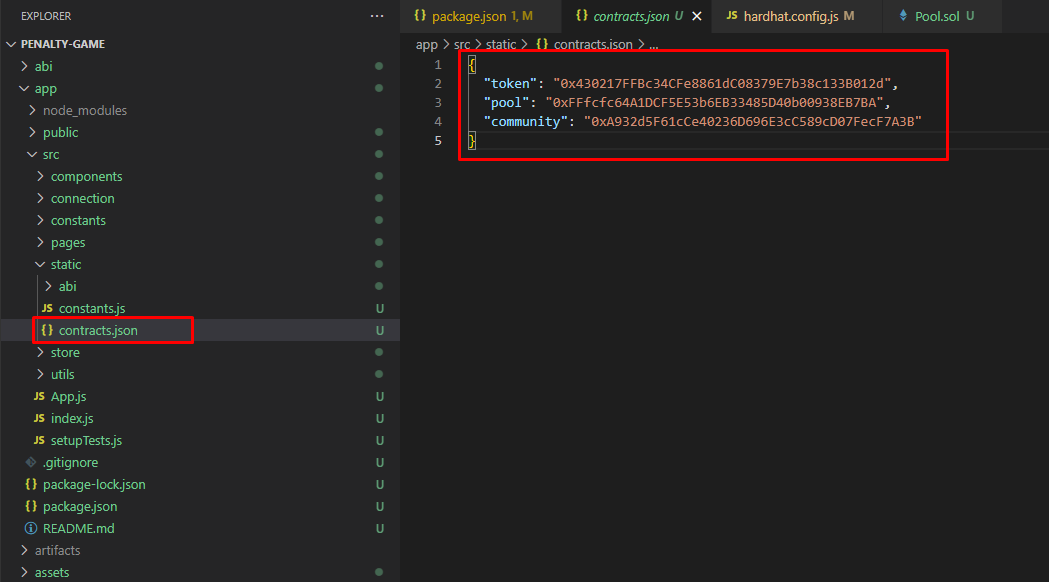 EXPLORER
PENALTY-GAME
abi
app
node_modules
public
src
components
connection
constants
pages
static
abi
JS constants.js U
{} contracts.json U
store
utils
JS App.js U
JS index.js U
JS setupTests.js U
.gitignore U
{} package-lock.json U
{} package.json U
README.md U
artifacts
assets
{} package.json 1, M
{} contracts.json U
JS hardhat.config.js M
Pool.sol U
app > src > static > {} contracts.json > ...
1 {
2 "token": "0x430217FFBc34CFe8861dC08379E7b38c133B012d",
3 "pool": "0xFFfcfc64A1DCF5E53b6EB33485D40b00938EB7BA",
4 "community": "0xA932d5F61cCe40236D696E3cC589cD07FecF7A3B"
5 }